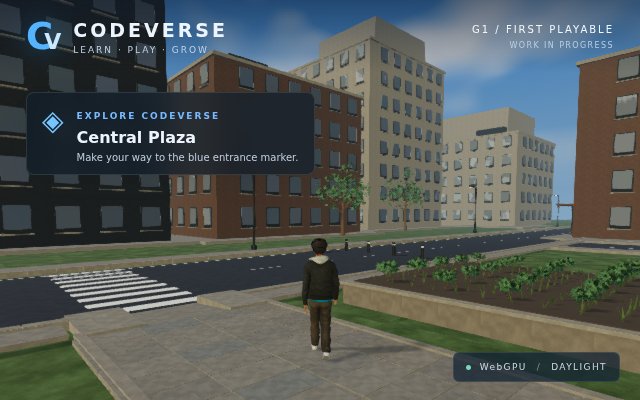 CV CODEVERSE
LEARN · PLAY · GROW
G1 / FIRST PLAYABLE
WORK IN PROGRESS
EXPLORE CODEVERSE
Central Plaza
Make your way to the blue entrance marker.
WebGPU / DAYLIGHT